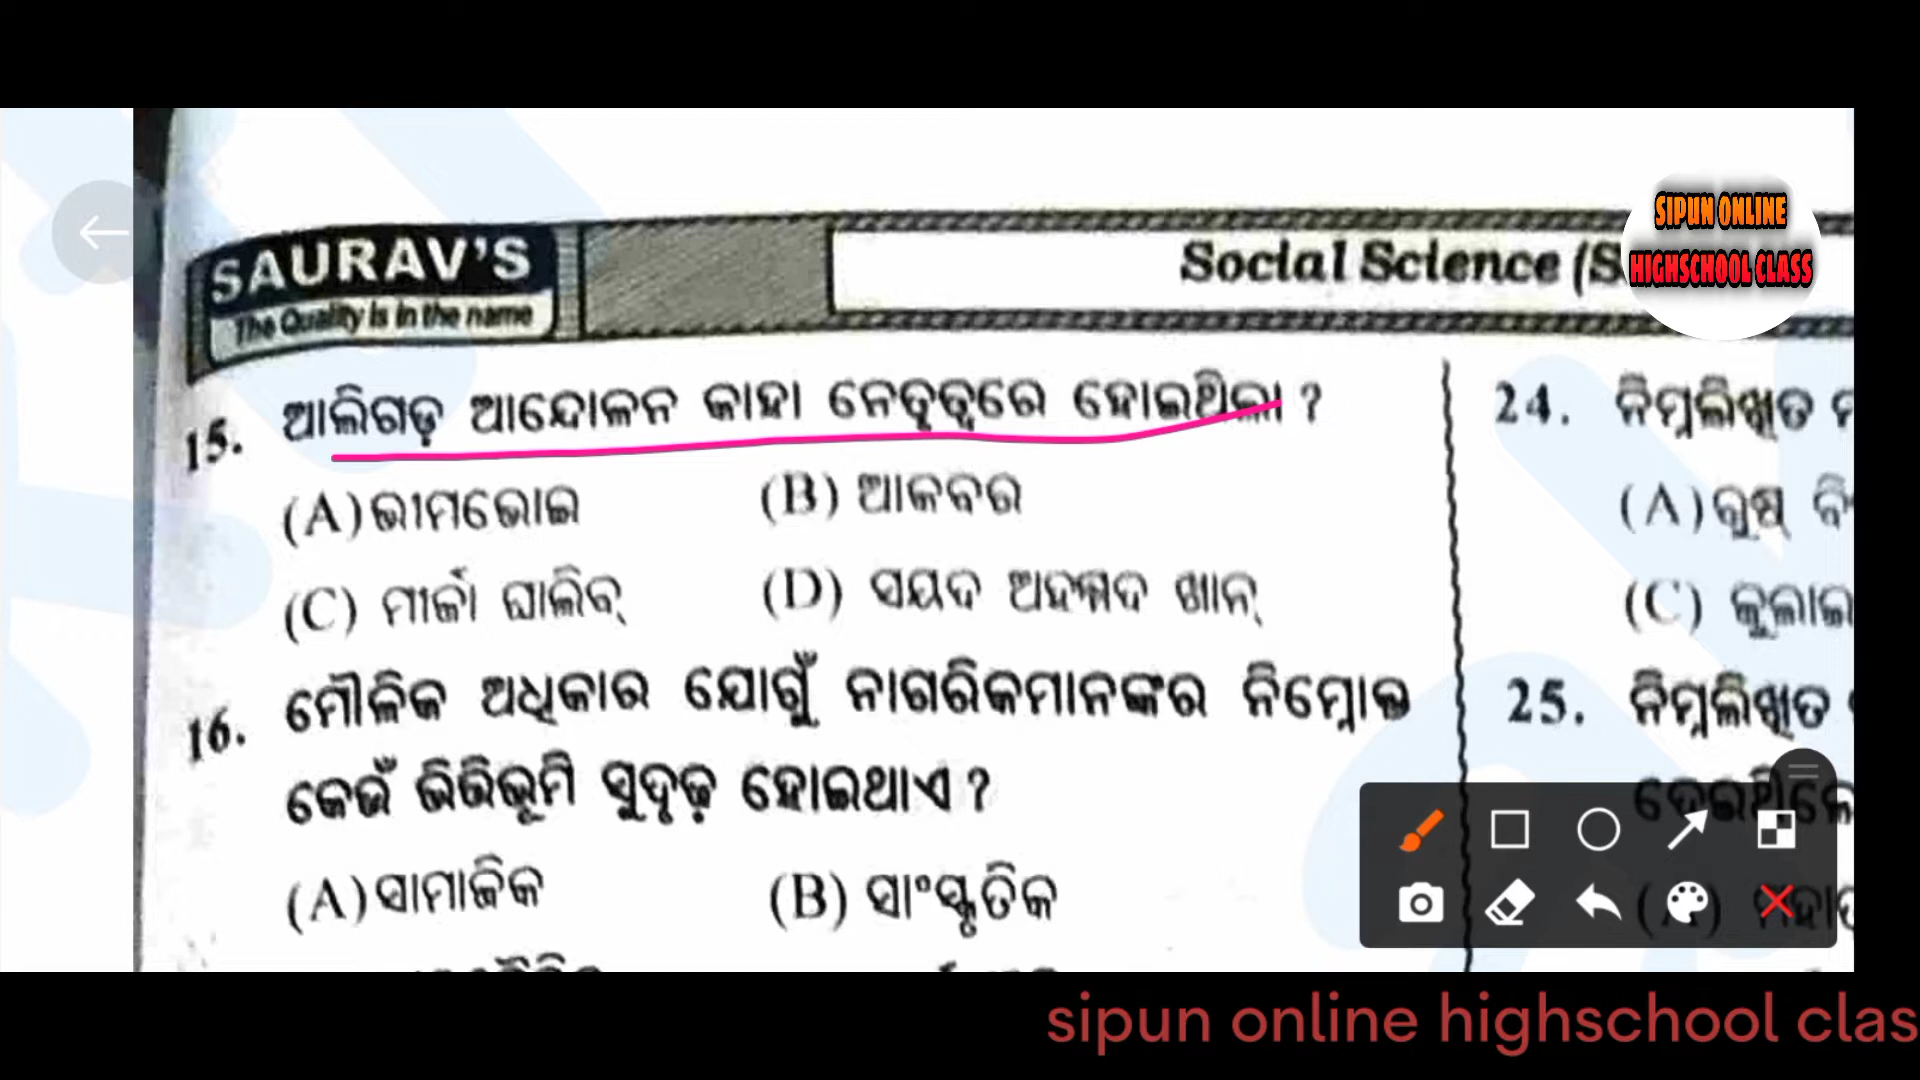 SIPUN ONLINE
HIGHSCHOOL CLASS
SAURAV'S
The Quality is in the name
Social Science
15. ଆଲିଗଡ଼ ଆନ୍ଦୋଳନ କାହା ନେତୃତ୍ୱରେ ହୋଇଥିଲା ?
(A) ଭୀମଭୋଇ (B) ଆକବର
(C) ମୀର୍ଜା ଘାଲିବ୍ (D) ସୟଦ ଅହମ୍ମଦ ଖାନ୍
16. ମୌଳିକ ଅଧିକାର ଯୋଗୁଁ ନାଗରିକମାନଙ୍କର ନିମ୍ନୋକ୍ତ
କେଉଁ ଭିତ୍ତିଭୂମି ସୁଦୃଢ଼ ହୋଇଥାଏ ?
(A) ସାମାଜିକ (B) ସାଂସ୍କୃତିକ
24. ନିମ୍ନଲିଖିତ
(A) ରୁଷ୍
(C)
25. ନିମ୍ନଲିଖିତ
sipun online highschool clas